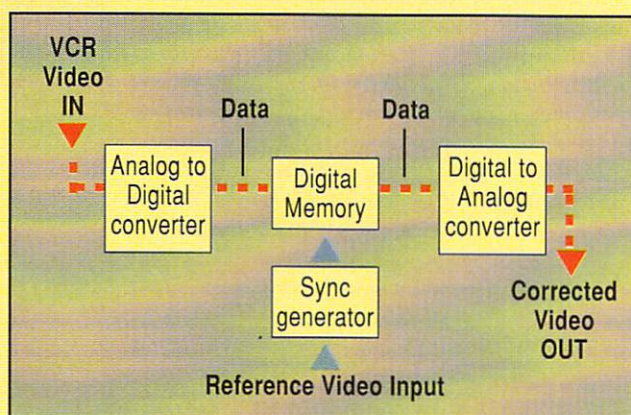 VCR
Video
IN
Data
Data
Analog to
Digital
converter
Digital
Memory
Digital to
Analog
converter
Sync
generator
Corrected
Video
OUT
Reference Video Input